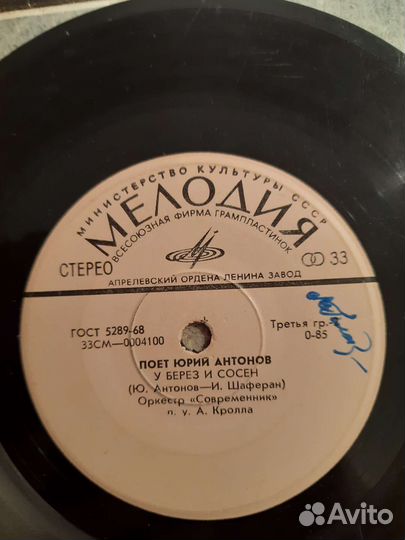 МИНИСТЕРСТВО КУЛЬТУРЫ СССР
МЕЛОДИЯ
ВСЕСОЮЗНАЯ ФИРМА ГРАМПЛАСТИНОК
СТЕРЕО
33
АПРЕЛЕВСКИЙ ОРДЕНА ЛЕНИНА ЗАВОД
ГОСТ 5289-68
Третья гр.
33СМ—0004100
0-85
ПОЕТ ЮРИЙ АНТОНОВ
У БЕРЕЗ И СОСЕН
(Ю. Антонов—И. Шаферан)
Оркестр «Современник»
п. у. А. Кролла
Avito